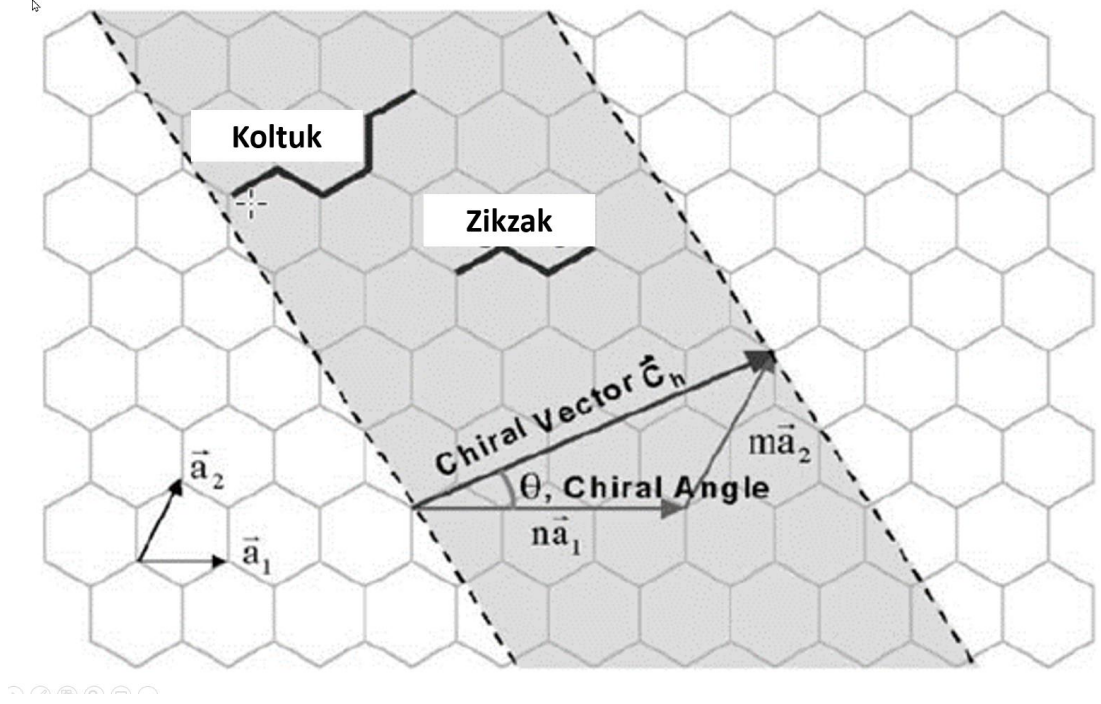 Koltuk
Zikzak
Chiral Vector C⃗h
θ, Chiral Angle
na⃗1
ma⃗2
a⃗2
a⃗1